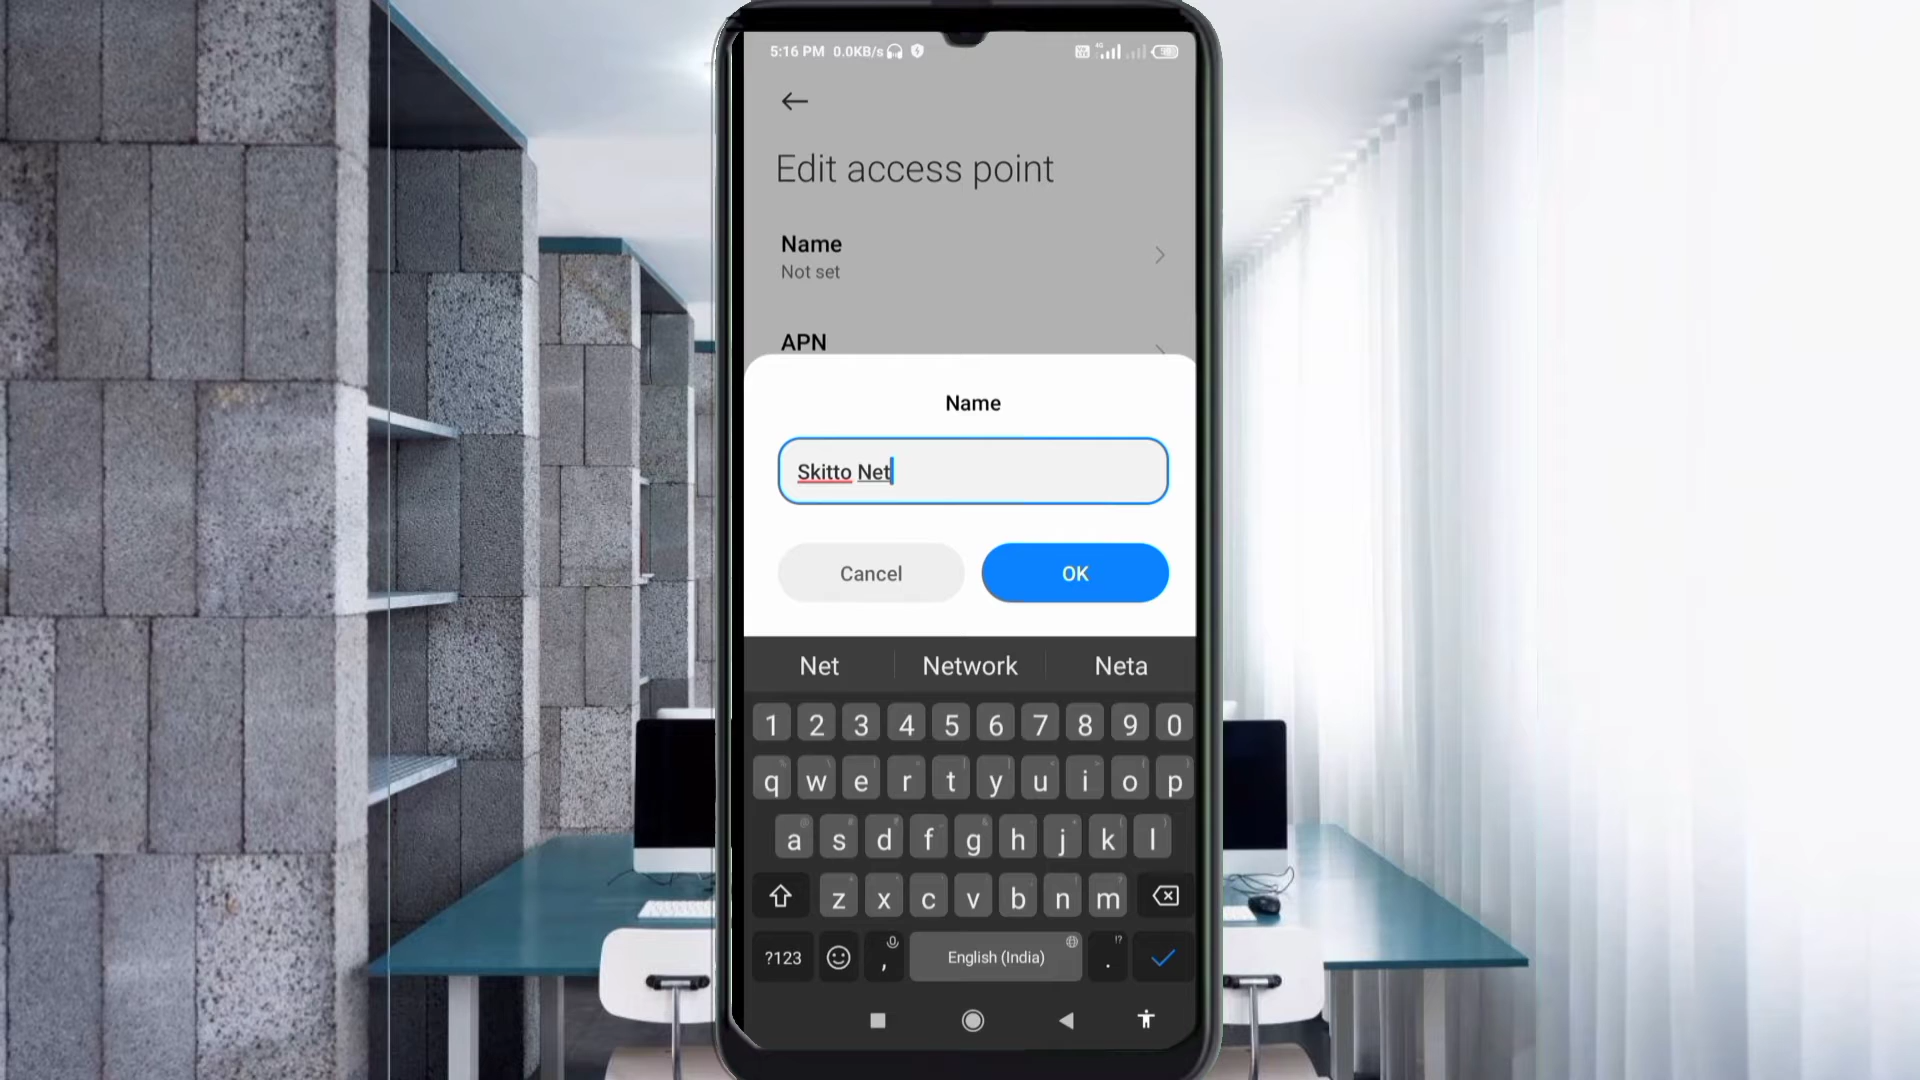 5:16 PM 0.0KB/s
4G
Edit access point
Name
Not set
APN
Name
Skitto Net
Cancel OK
Net Network Neta
1 2 3 4 5 6 7 8 9 0
q w e r t y u i o p
a s d f g h j k l
z x c v b n m
?123 , English (India) . !?